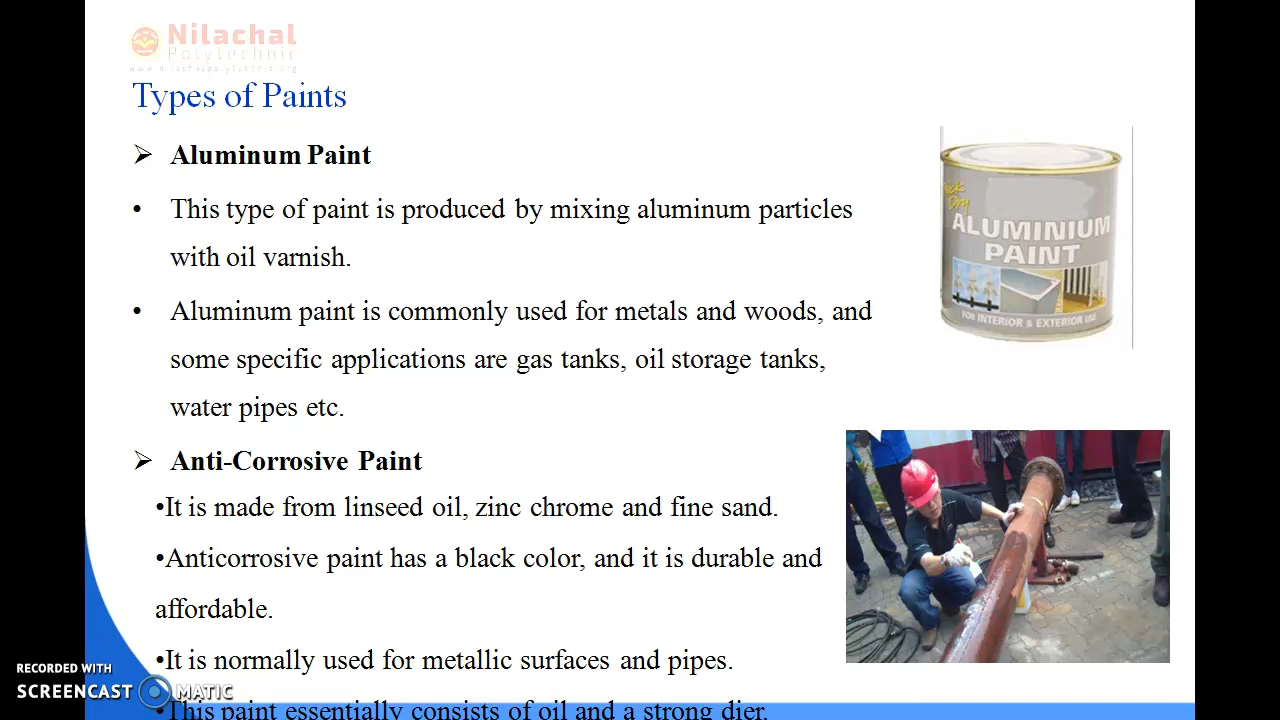 Nilachal
Polytechnic
www.nilachalpolytechnic.org
Types of Paints
➢ Aluminum Paint
• This type of paint is produced by mixing aluminum particles
with oil varnish.
• Aluminum paint is commonly used for metals and woods, and
some specific applications are gas tanks, oil storage tanks,
water pipes etc.
Quick
Dry
ALUMINIUM
PAINT
FOR INTERIOR & EXTERIOR USE
➢ Anti-Corrosive Paint
•It is made from linseed oil, zinc chrome and fine sand.
•Anticorrosive paint has a black color, and it is durable and
affordable.
•It is normally used for metallic surfaces and pipes.
•This paint essentially consists of oil and a strong dier.
RECORDED WITH
SCREENCAST MATIC